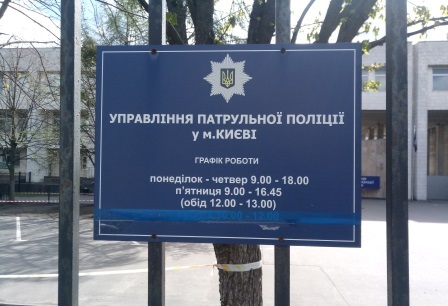 УПРАВЛІННЯ ПАТРУЛЬНОЇ ПОЛІЦІЇ
у м.КИЄВІ
ГРАФІК РОБОТИ
понеділок - четвер 9.00 - 18.00
п'ятниця 9.00 - 16.45
(обід 12.00 - 13.00)